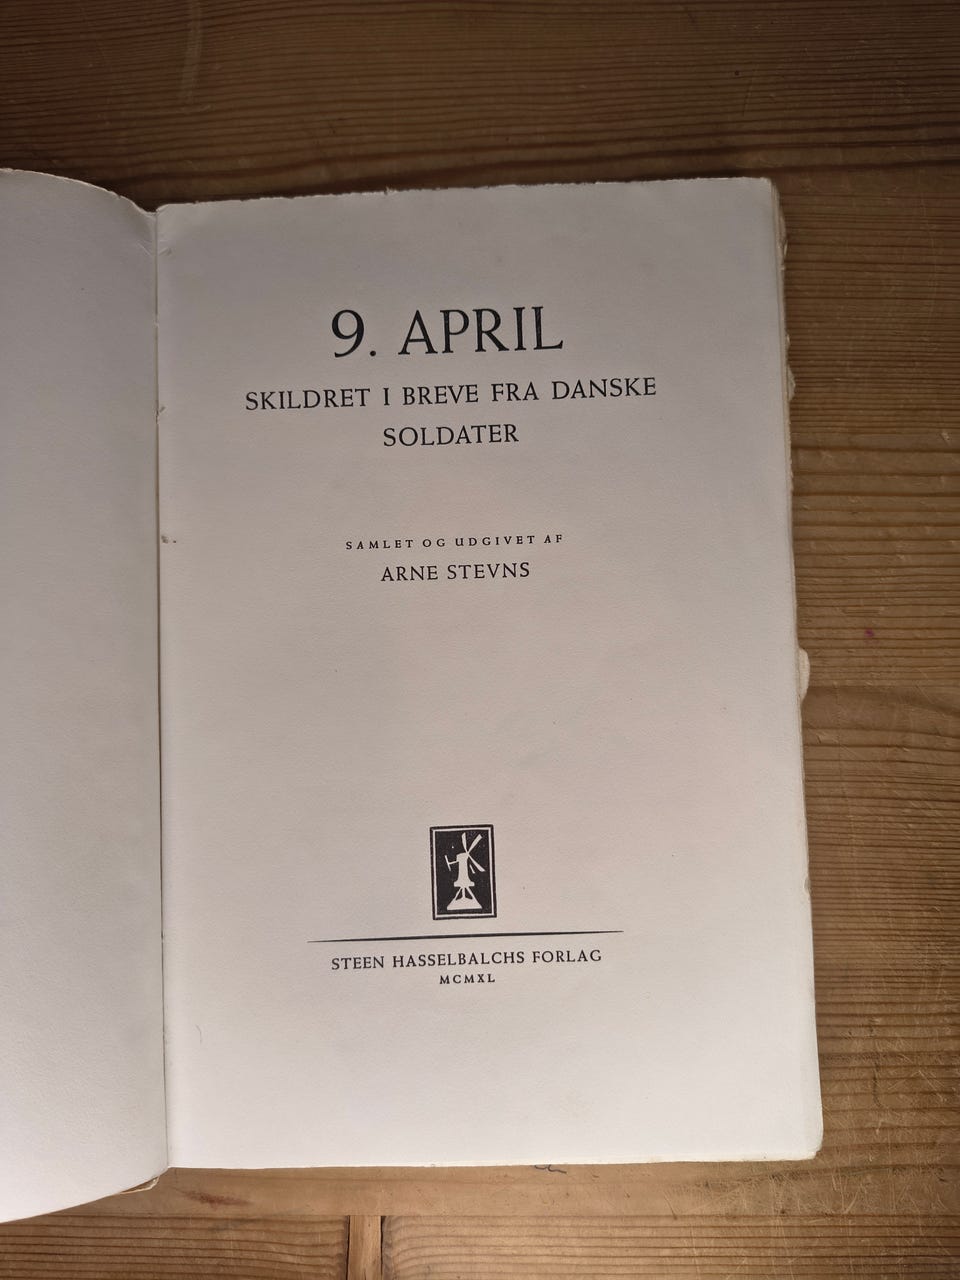 9. APRIL
SKILDRET I BREVE FRA DANSKE
SOLDATER
SAMLET OG UDGIVET AF
ARNE STEVNS
STEEN HASSELBALCHS FORLAG
MCMXL